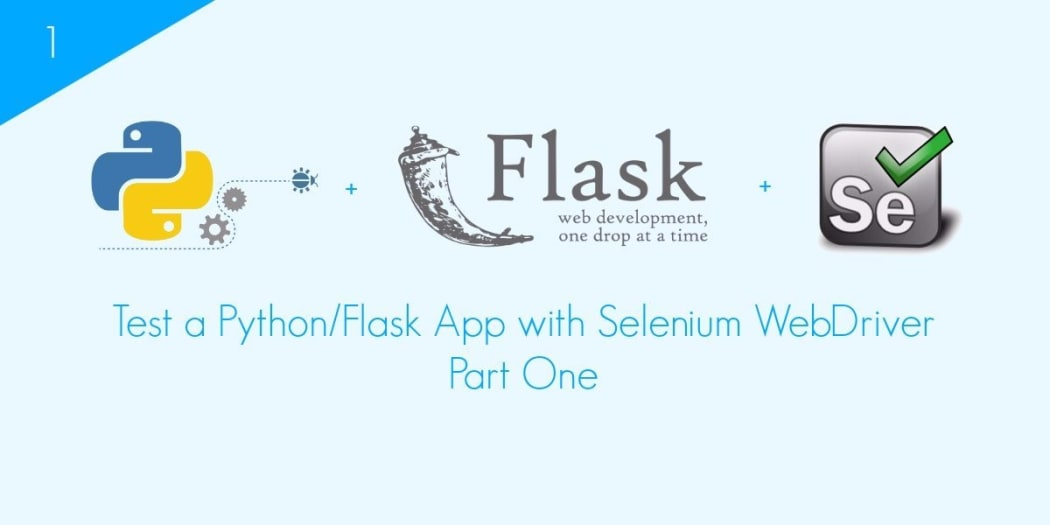 1
Flask
web development,
one drop at a time
Se
+
+
Test a Python/Flask App with Selenium WebDriver
Part One